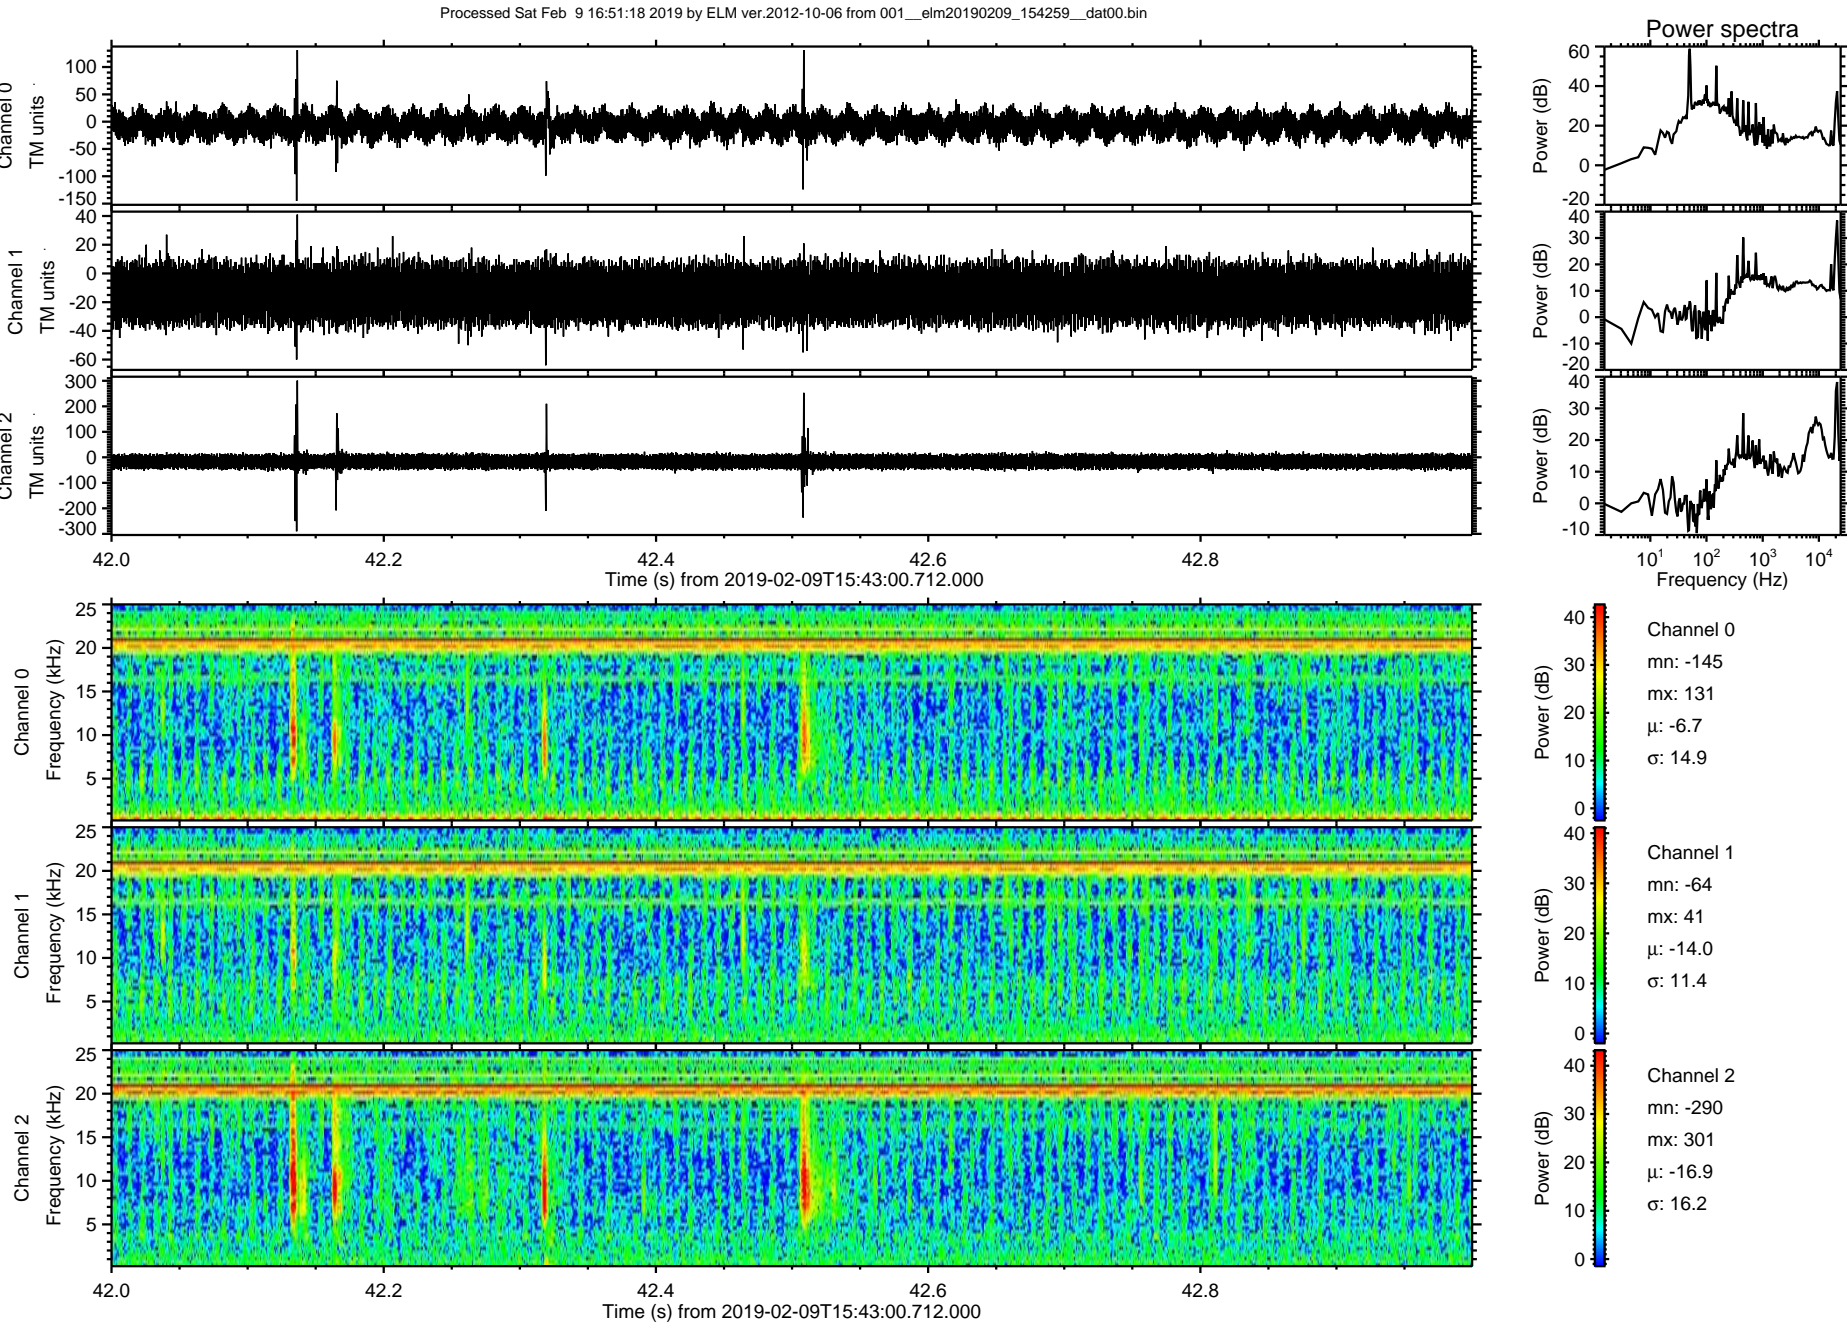 Processed Sat Feb  9 16:51:18 2019 by ELM ver.2012-10-06 from 001__elm20190209_154259__dat00.bin
Power spectra
Channel 0
TM units
100
50
0
-50
-100
-150
Power (dB)
60
40
20
0
-20
Channel 1
TM units
40
20
0
-20
-40
-60
Power (dB)
40
30
20
10
0
-10
-20
Channel 2
TM units
300
200
100
0
-100
-200
-300
Power (dB)
40
30
20
10
0
-10
42.0 42.2 42.4 42.6 42.8
Time (s) from 2019-02-09T15:43:00.712.000
10¹ 10² 10³ 10⁴
Frequency (Hz)
Channel 0
Frequency (kHz)
25
20
15
10
5
Power (dB)
40
30
20
10
0
Channel 0
mn: -145
mx: 131
μ: -6.7
σ: 14.9
Channel 1
Frequency (kHz)
25
20
15
10
5
Power (dB)
40
30
20
10
0
Channel 1
mn: -64
mx: 41
μ: -14.0
σ: 11.4
Channel 2
Frequency (kHz)
25
20
15
10
5
Power (dB)
40
30
20
10
0
Channel 2
mn: -290
mx: 301
μ: -16.9
σ: 16.2
42.0 42.2 42.4 42.6 42.8
Time (s) from 2019-02-09T15:43:00.712.000